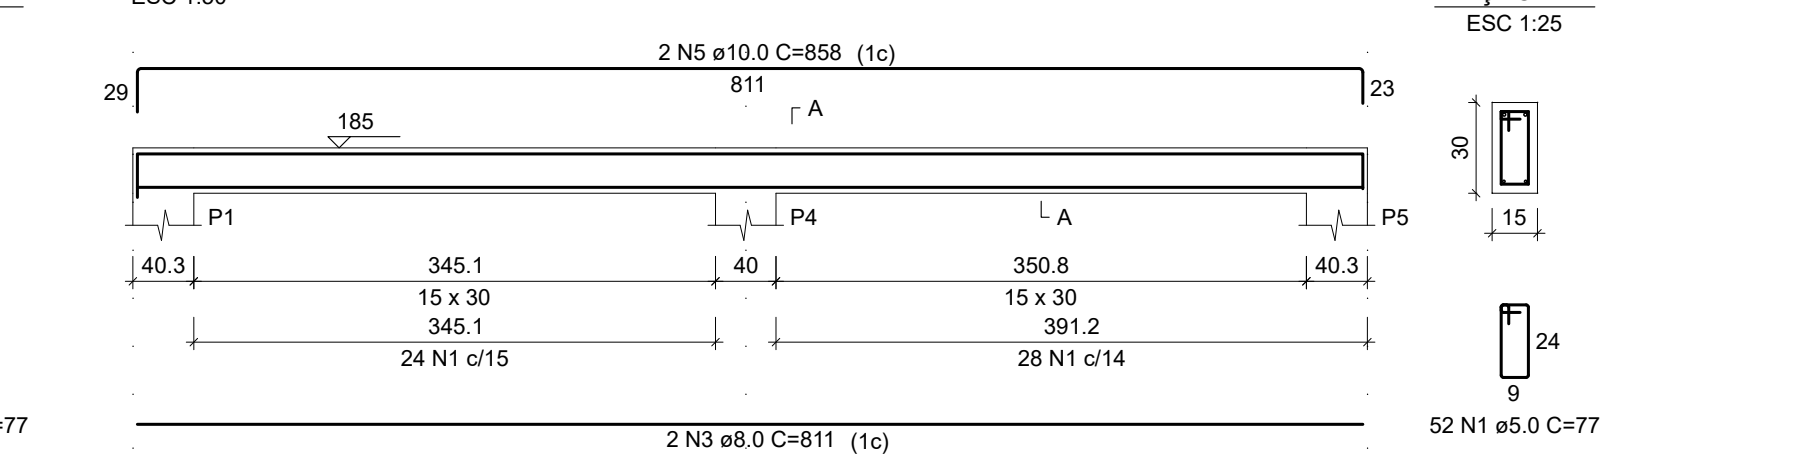 ESC 1:25
2 N5 ø10.0 C=858 (1c)
811
29
23
A
185
30
P1
P4
A
P5
15
40.3
345.1
40
350.8
40.3
15 x 30
15 x 30
345.1
391.2
24 N1 c/15
28 N1 c/14
24
9
=77
52 N1 ø5.0 C=77
2 N3 ø8.0 C=811 (1c)